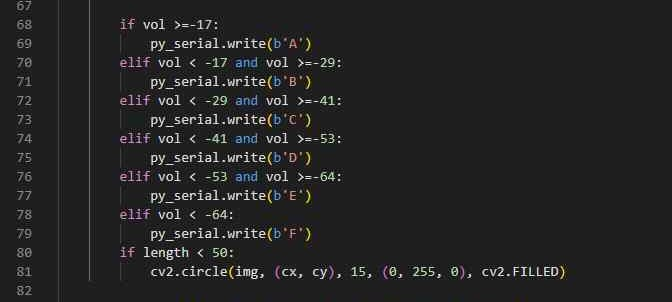 67
68 if vol >=-17:
69 py_serial.write(b'A')
70 elif vol < -17 and vol >=-29:
71 py_serial.write(b'B')
72 elif vol < -29 and vol >=-41:
73 py_serial.write(b'C')
74 elif vol < -41 and vol >=-53:
75 py_serial.write(b'D')
76 elif vol < -53 and vol >=-64:
77 py_serial.write(b'E')
78 elif vol < -64:
79 py_serial.write(b'F')
80 if length < 50:
81 cv2.circle(img, (cx, cy), 15, (0, 255, 0), cv2.FILLED)
82